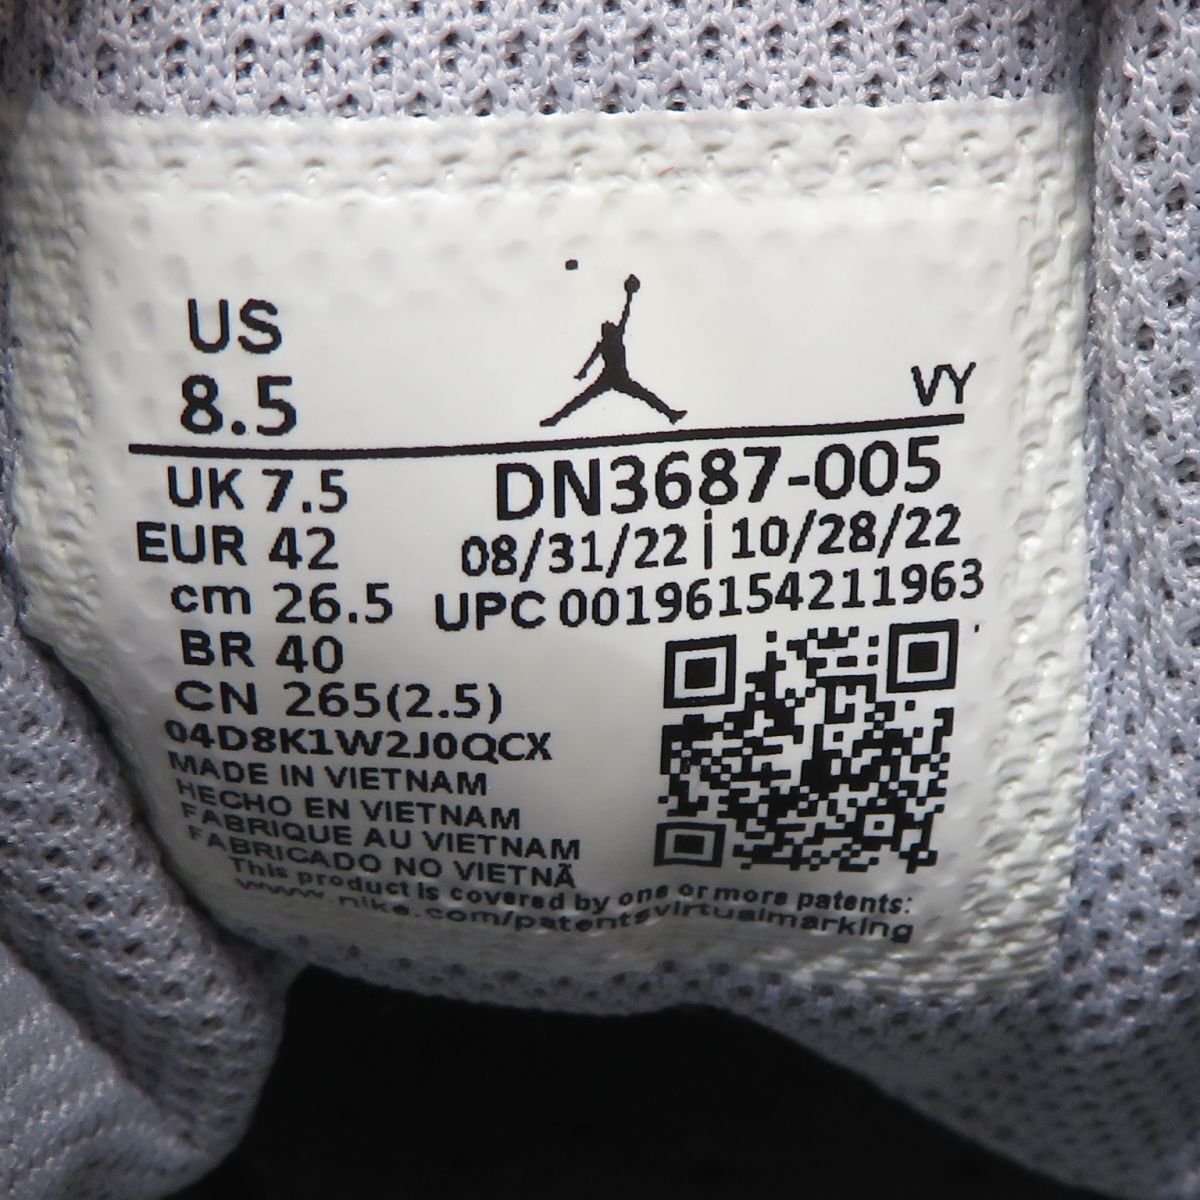 US
8.5
VY
UK 7.5
EUR 42
cm 26.5
BR 40
CN 265(2.5)
DN3687-005
08/31/22 | 10/28/22
UPC 00196154211963
04D8K1W2J0QCX
MADE IN VIETNAM
HECHO EN VIETNAM
FABRIQUE AU VIETNAM
FABRICADO NO VIETNÃ
This product is covered by one or more patents:
www.nike.com/patentsvirtualmarking